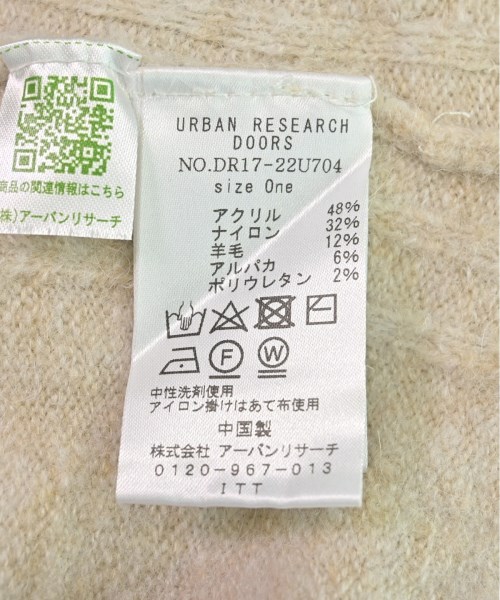 URBAN RESEARCH
DOORS
NO.DR17-22U704
size One
アクリル 48%
ナイロン 32%
羊毛 12%
アルパカ 6%
ポリウレタン 2%
F
W
中性洗剤使用
アイロン掛けはあて布使用
中国製
株式会社 アーバンリサーチ
0120-967-013
ITT
商品の関連情報はこちら
(株)アーバンリサーチ